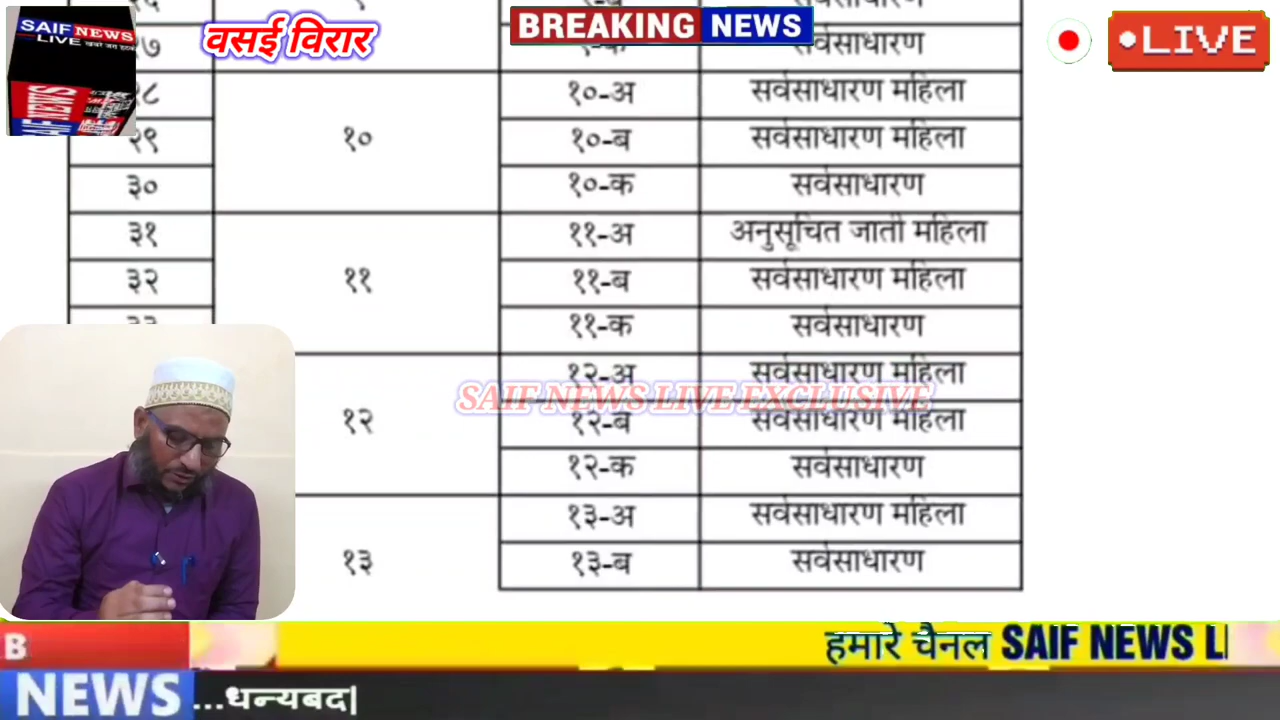 SAIF NEWS
LIVE
वसई विरार
BREAKING NEWS
LIVE
सर्वसाधारण
१०-अ सर्वसाधारण महिला
२९ १० १०-ब सर्वसाधारण महिला
३० १०-क सर्वसाधारण
३१ ११-अ अनुसूचित जाती महिला
३२ ११ ११-ब सर्वसाधारण महिला
११-क सर्वसाधारण
१२-अ सर्वसाधारण महिला
SAIF NEWS LIVE EXCLUSIVE
१२ १२-ब सर्वसाधारण महिला
१२-क सर्वसाधारण
१३-अ सर्वसाधारण महिला
१३ १३-ब सर्वसाधारण
B हमारे चैनल SAIF NEWS LI
NEWS ...धन्यबद|